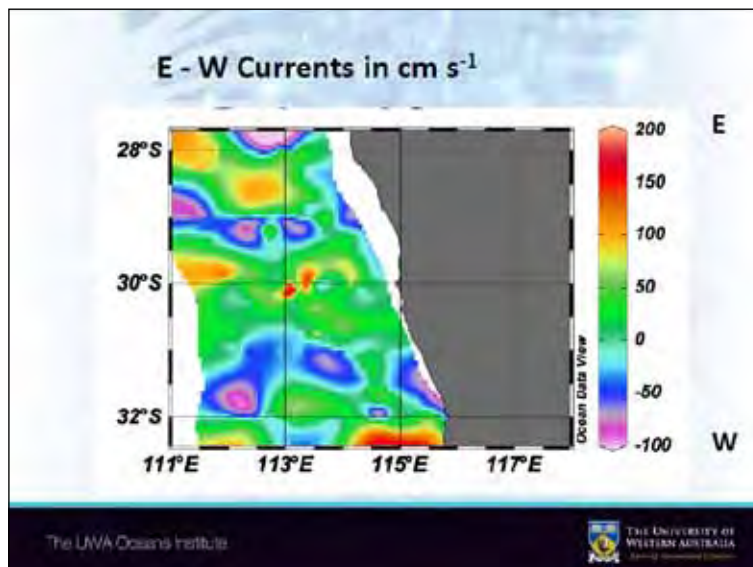 E - W Currents in cm s⁻¹
28°S
30°S
32°S
111°E
113°E
115°E
117°E
Ocean Data View
200
150
100
50
0
-50
-100
E
W
The UWA Oceans Institute
THE UNIVERSITY OF
WESTERN AUSTRALIA